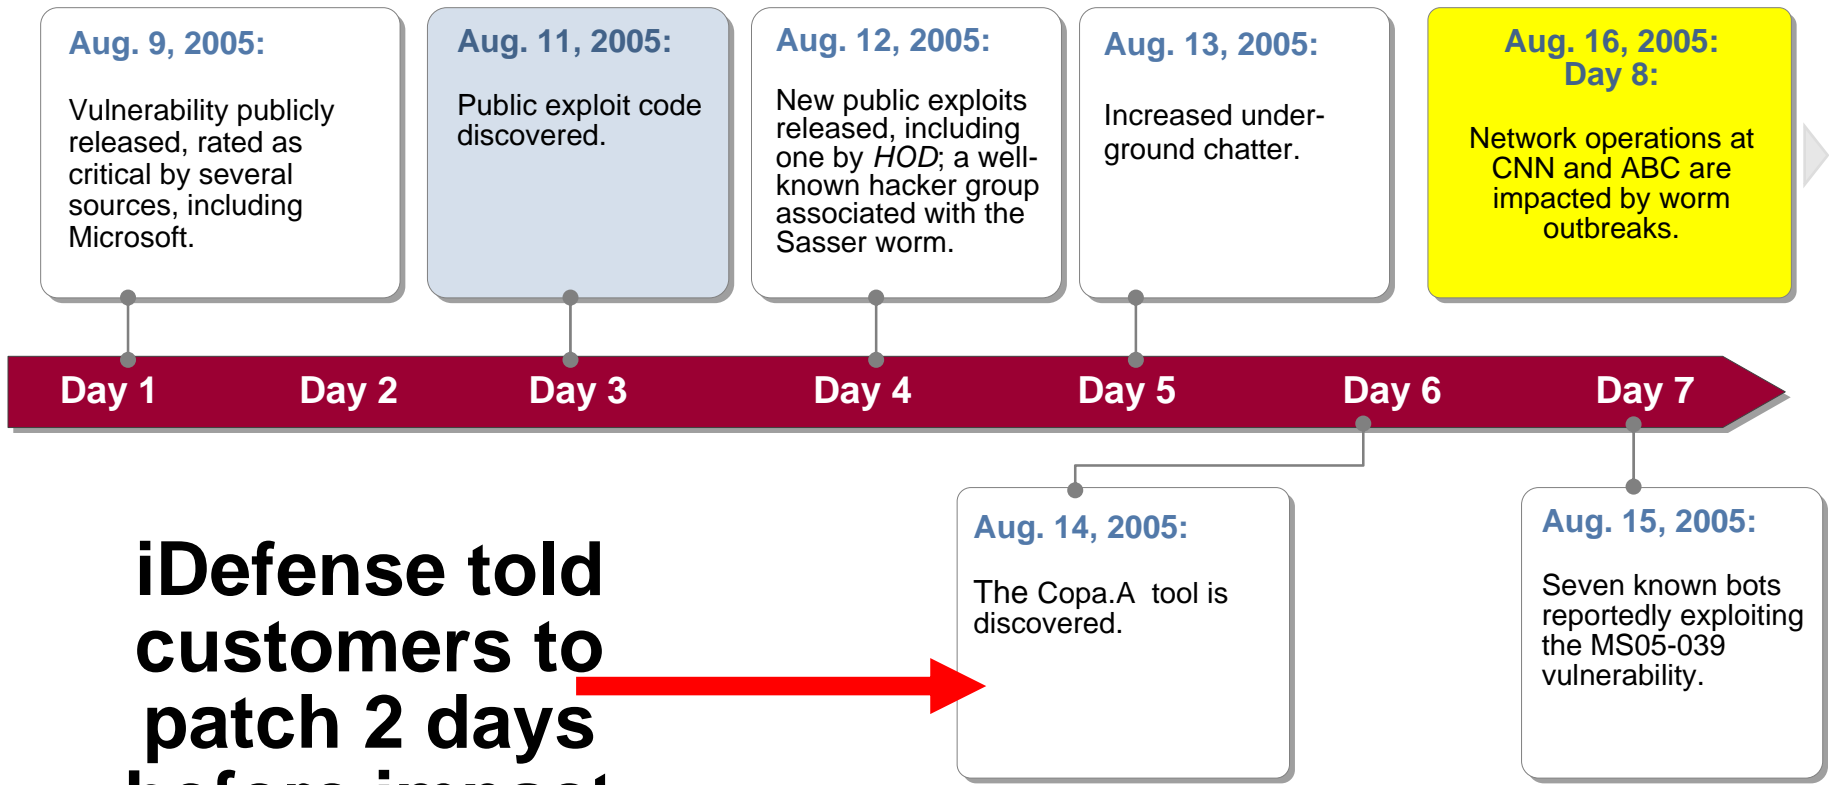 Aug. 9, 2005:
Vulnerability publicly
released, rated as
critical by several
sources, including
Microsoft.
Aug. 11, 2005:
Public exploit code
discovered.
Aug. 12, 2005:
New public exploits
released, including
one by HOD; a well-
known hacker group
associated with the
Sasser worm.
Aug. 13, 2005:
Increased under-
ground chatter.
Aug. 16, 2005:
Day 8:
Network operations at
CNN and ABC are
impacted by worm
outbreaks.
Day 1 Day 2 Day 3 Day 4 Day 5 Day 6 Day 7
iDefense told
customers to
patch 2 days
before impact
Aug. 14, 2005:
The Copa.A tool is
discovered.
Aug. 15, 2005:
Seven known bots
reportedly exploiting
the MS05-039
vulnerability.